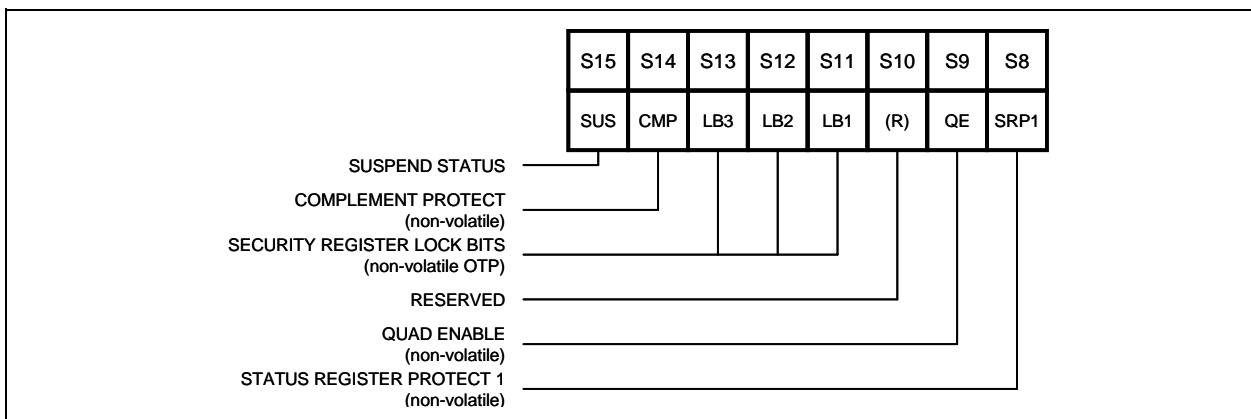 S15 S14 S13 S12 S11 S10 S9 S8
SUS CMP LB3 LB2 LB1 (R) QE SRP1
SUSPEND STATUS
COMPLEMENT PROTECT
(non-volatile)
SECURITY REGISTER LOCK BITS
(non-volatile OTP)
RESERVED
QUAD ENABLE
(non-volatile)
STATUS REGISTER PROTECT 1
(non-volatile)